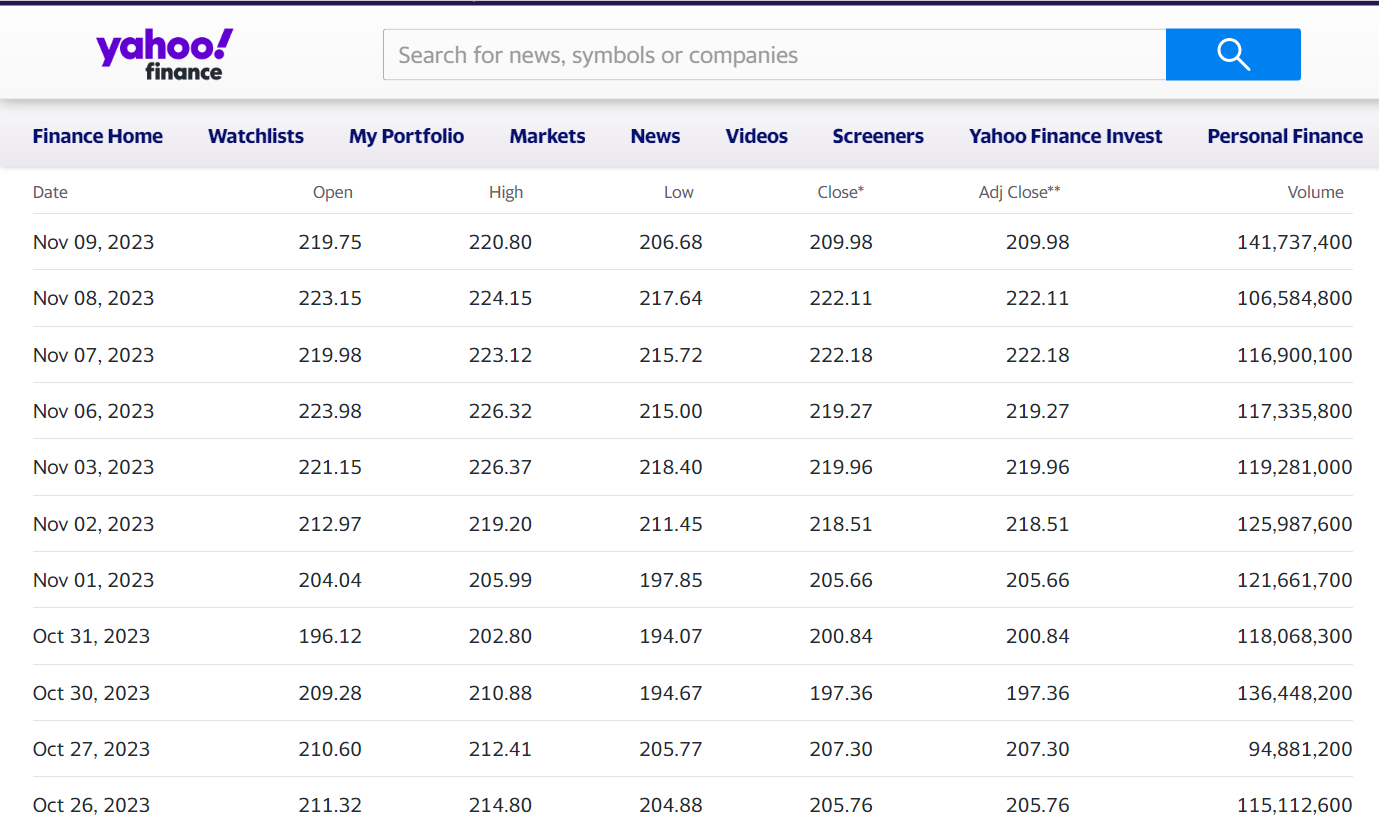 yahoo!
finance
Search for news, symbols or companies
Finance Home Watchlists My Portfolio Markets News Videos Screeners Yahoo Finance Invest Personal Finance
Date Open High Low Close* Adj Close** Volume
Nov 09, 2023 219.75 220.80 206.68 209.98 209.98 141,737,400
Nov 08, 2023 223.15 224.15 217.64 222.11 222.11 106,584,800
Nov 07, 2023 219.98 223.12 215.72 222.18 222.18 116,900,100
Nov 06, 2023 223.98 226.32 215.00 219.27 219.27 117,335,800
Nov 03, 2023 221.15 226.37 218.40 219.96 219.96 119,281,000
Nov 02, 2023 212.97 219.20 211.45 218.51 218.51 125,987,600
Nov 01, 2023 204.04 205.99 197.85 205.66 205.66 121,661,700
Oct 31, 2023 196.12 202.80 194.07 200.84 200.84 118,068,300
Oct 30, 2023 209.28 210.88 194.67 197.36 197.36 136,448,200
Oct 27, 2023 210.60 212.41 205.77 207.30 207.30 94,881,200
Oct 26, 2023 211.32 214.80 204.88 205.76 205.76 115,112,600